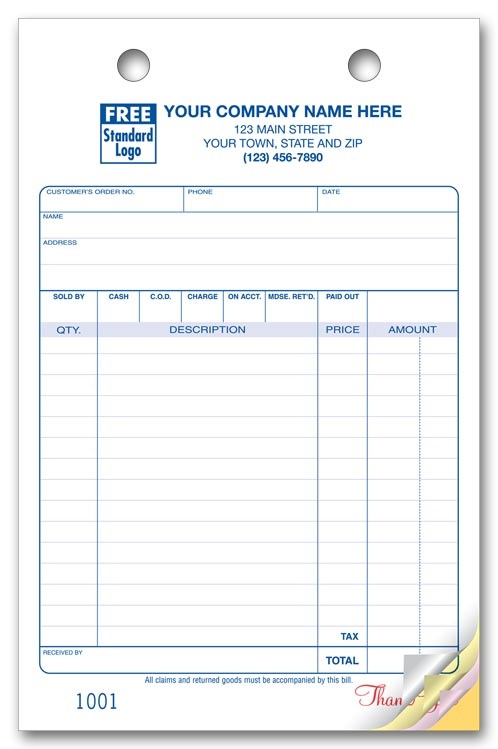 FREE
Standard
Logo
YOUR COMPANY NAME HERE
123 MAIN STREET
YOUR TOWN, STATE AND ZIP
(123) 456-7890
CUSTOMER'S ORDER NO. PHONE DATE
NAME
ADDRESS
SOLD BY CASH C.O.D. CHARGE ON ACCT. MDSE. RET'D. PAID OUT
QTY. DESCRIPTION PRICE AMOUNT
TAX
RECEIVED BY TOTAL
All claims and returned goods must be accompanied by this bill.
1001